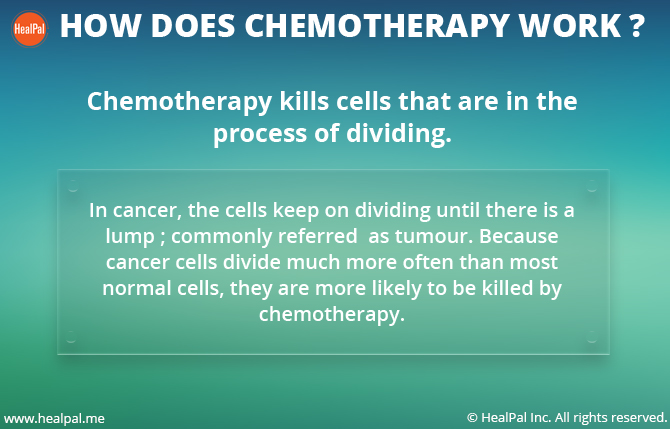 HealPal
HOW DOES CHEMOTHERAPY WORK ?
Chemotherapy kills cells that are in the
process of dividing.
In cancer, the cells keep on dividing until there is a
lump ; commonly referred  as tumour. Because
cancer cells divide much more often than most
normal cells, they are more likely to be killed by
chemotherapy.
www.healpal.me
© HealPal Inc. All rights reserved.